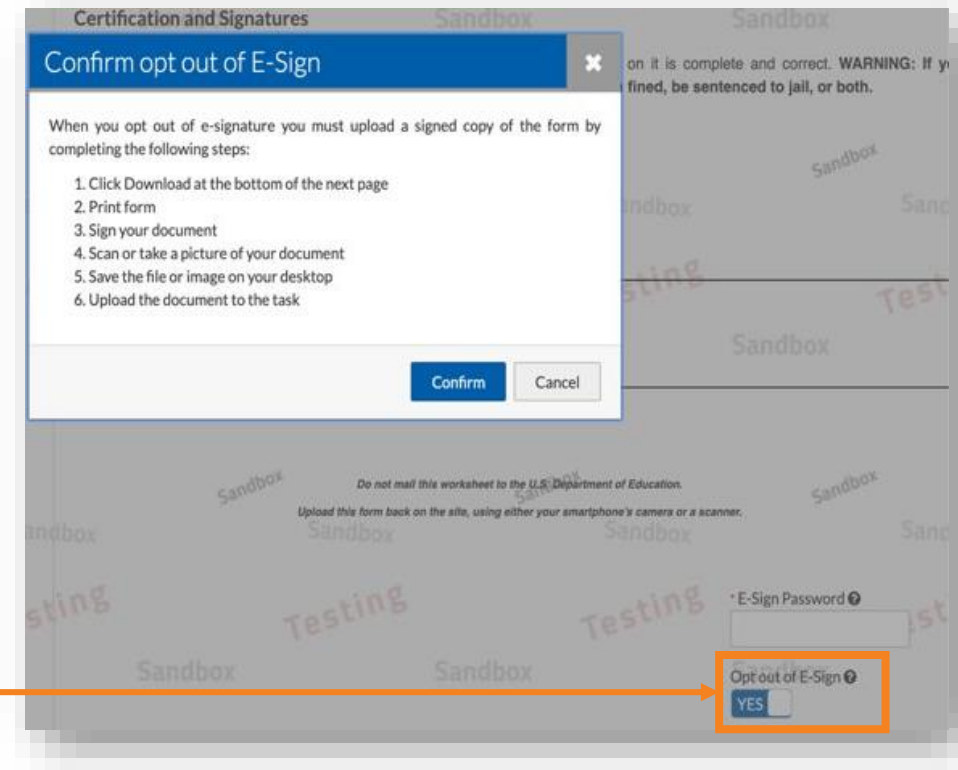 Certification and Signatures
Sandbox
Sandbox
Confirm opt out of E-Sign
on it is complete and correct. WARNING: If y
fined, be sentenced to jail, or both.
When you opt out of e-signature you must upload a signed copy of the form by
completing the following steps:
1. Click Download at the bottom of the next page
2. Print form
3. Sign your document
4. Scan or take a picture of your document
5. Save the file or image on your desktop
6. Upload the document to the task
Sandbox
Sandbox
Confirm
Cancel
Sandbox
Do not mail this worksheet to the U.S. Department of Education.
Sandbox
Sandbox
Upload this form back on the site, using either your smartphone's camera or a scanner.
Sandbox
Sandbox
Testing
Testing
* E-Sign Password
Sandbox
Sandbox
Sandbox
Opt out of E-Sign
YES